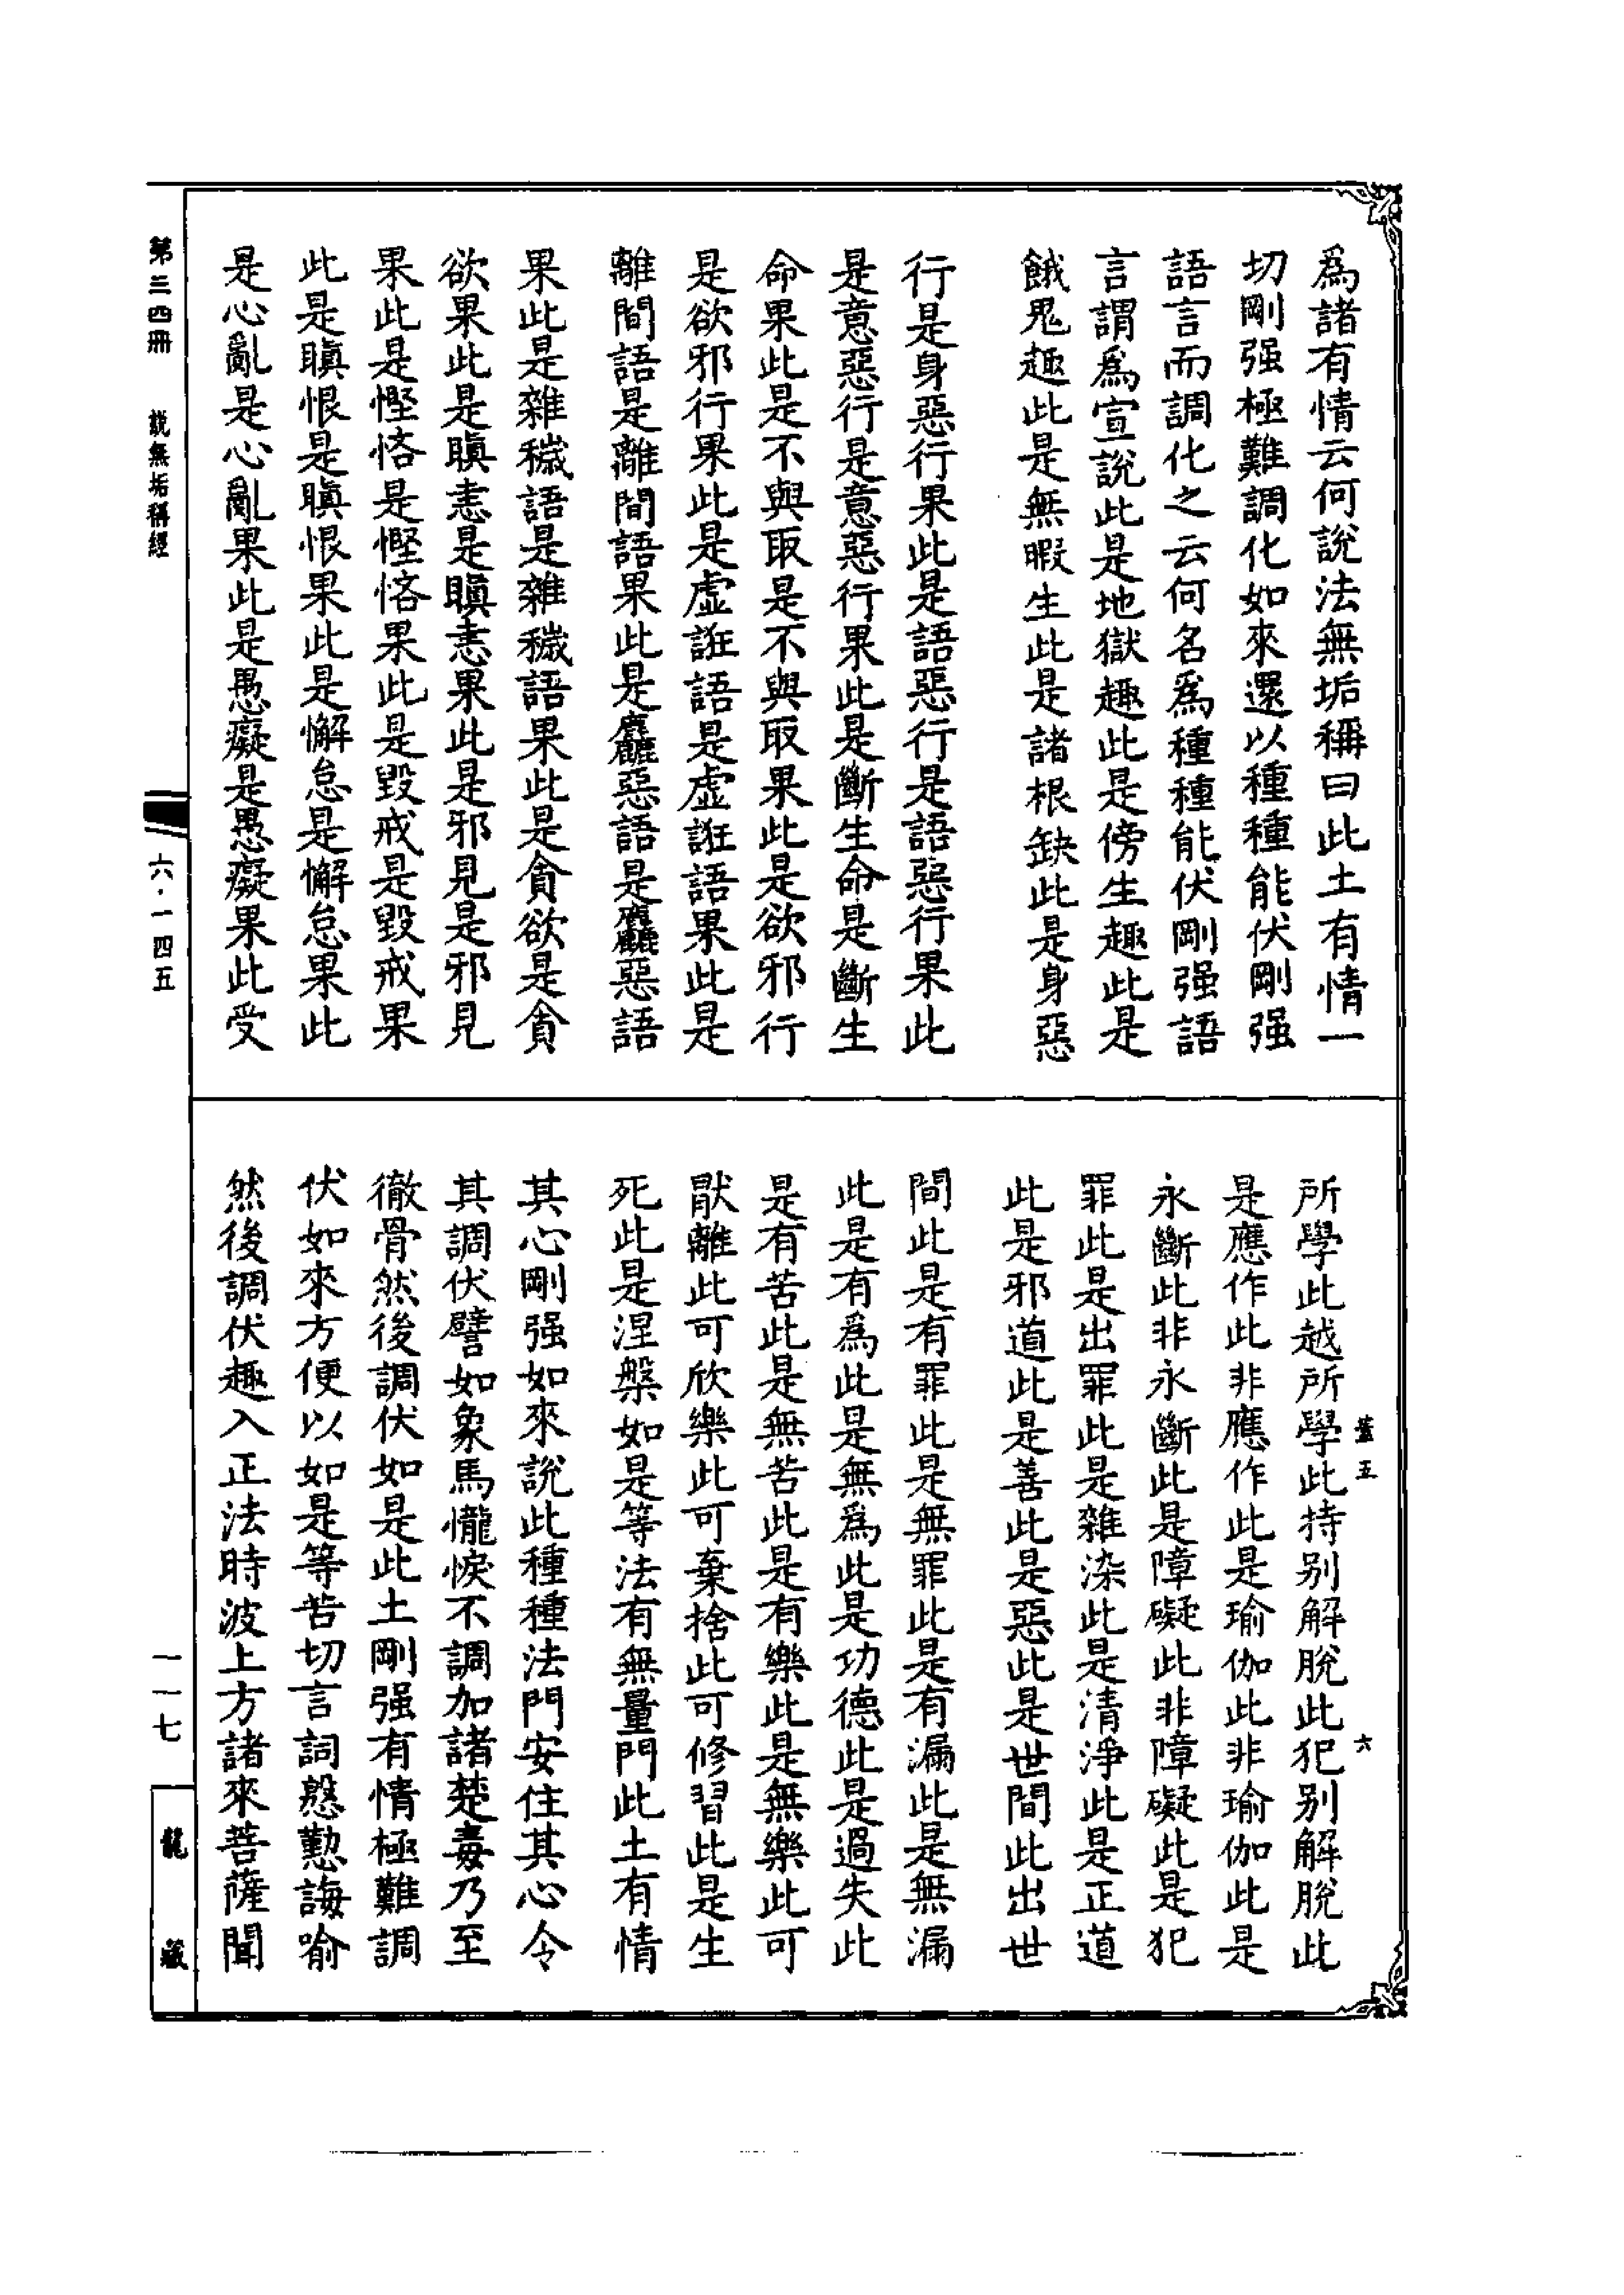 爲諸有情云何說法無垢稱曰此土有情一
切剛强極難調化如來還以種種能伏剛强
語言而調化之云何名爲種種能伏剛强語
言謂爲宣說此是地獄趣此是傍生趣此是
餓鬼趣此是無暇生此是諸根缺此是身惡
行是身惡行果此是語惡行是語惡行果此
是意惡行是意惡行果此是斷生命是斷生
命果此是不與取是不與取果此是欲邪行
是欲邪行果此是虛誑語是虛誑語果此是
離間語是離間語果此是麤惡語是麤惡語
果此是雜穢語是雜穢語果此是貪欲是貪
欲果此是瞋恚是瞋恚果此是邪見是邪見
果此是慳悋是慳悋果此是毀戒是毀戒果
此是瞋恨是瞋恨果此是懈怠是懈怠果此
是心亂是心亂果此是愚癡是愚癡果此受
所學此越所學此持别解脫此犯别解脫此
是應作此非應作此是瑜伽此非瑜伽此是
永斷此非永斷此是障礙此非障礙此是犯
罪此是出罪此是雜染此是清淨此是正道
此是邪道此是善此是惡此是世間此出世
間此是有罪此是無罪此是有漏此是無漏
此是有爲此是無爲此是功德此是過失此
是有苦此是無苦此是有樂此是無樂此可
猒離此可欣樂此可棄捨此可修習此是生
死此是涅槃如是等法有無量門此土有情
其心剛强如來說此種種法門安住其心令
其調伏譬如象馬㦕悷不調加諸楚毒乃至
徹骨然後調伏如是此土剛强有情極難調
伏如來方便以如是等苦切言詞慇懃誨喻
然後調伏趣入正法時彼上方諸來菩薩聞
五
六
第三四冊
說無垢稱經
六·一四五
一一七
龍藏